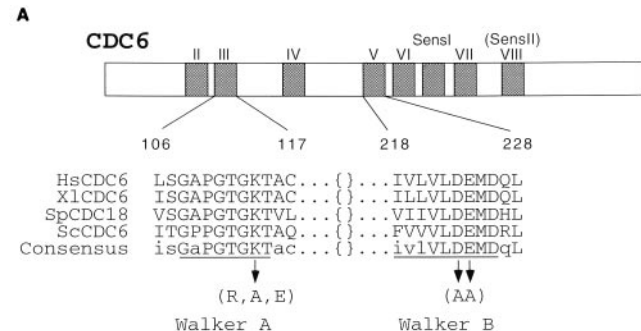 A
CDC6
SensI (SensII)
II III IV V VI VII VIII
106 117 218 228
HsCDC6 LSGAPGTGKTAC...{}...IVLVLDEMDQL
XlCDC6 ISGAPGTGKTAC...{}...ILLVLDEMDQL
SpCDC18 VSGAPGTGKTVL...{}...VIIVLDEMDHL
ScCDC6 ITGPPGTGKTAQ...{}...FVVVLDEMDRL
Consensus isGaPGTGKTac...{}...ivlVLDEMDqL
(R,A,E) (AA)
Walker A Walker B